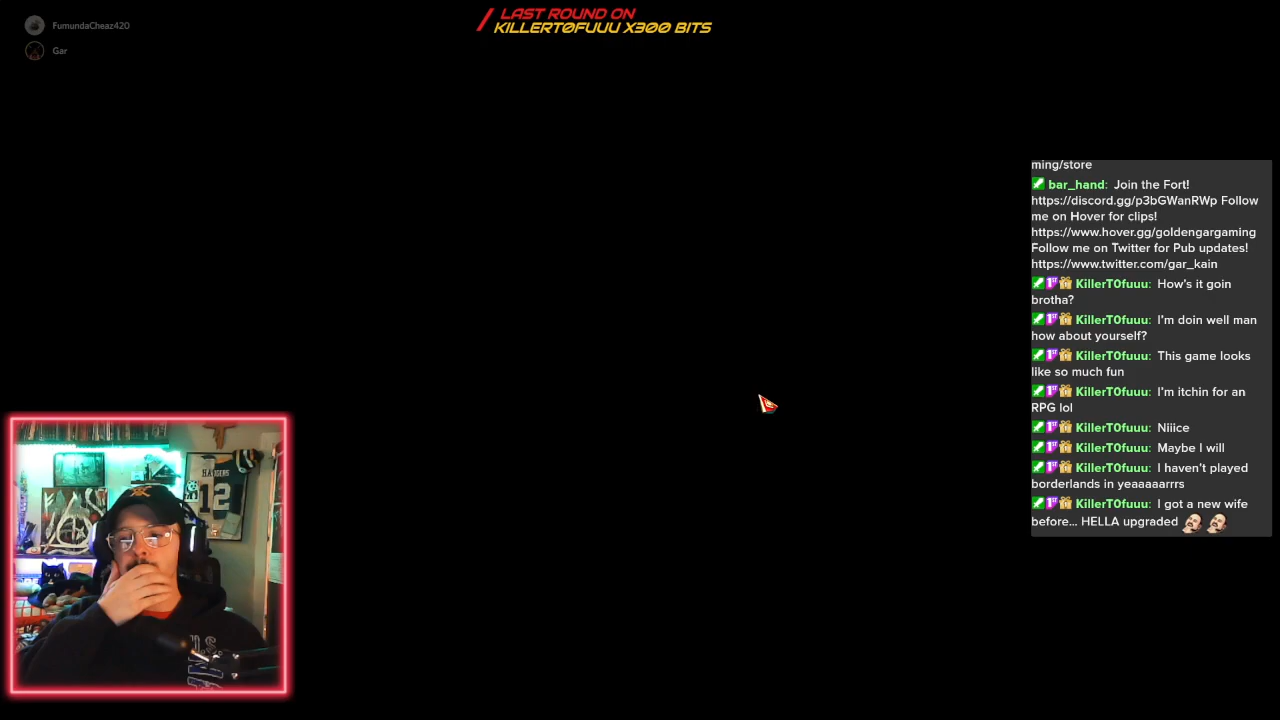 FumundaCheaz420
Gar
LAST ROUND ON
KILLERT0FUUU X300 BITS
ming/store
bar_hand: Join the Fort!
https://discord.gg/p3bGWanRWp Follow
me on Hover for clips!
https://www.hover.gg/goldengargaming
Follow me on Twitter for Pub updates!
https://www.twitter.com/gar_kain
KillerT0fuuu: How's it goin
brotha?
KillerT0fuuu: I'm doin well man
how about yourself?
KillerT0fuuu: This game looks
like so much fun
KillerT0fuuu: I'm itchin for an
RPG lol
KillerT0fuuu: Niiice
KillerT0fuuu: Maybe I will
KillerT0fuuu: I haven't played
borderlands in yeaaaarrrs
KillerT0fuuu: I got a new wife
before... HELLA upgraded
12